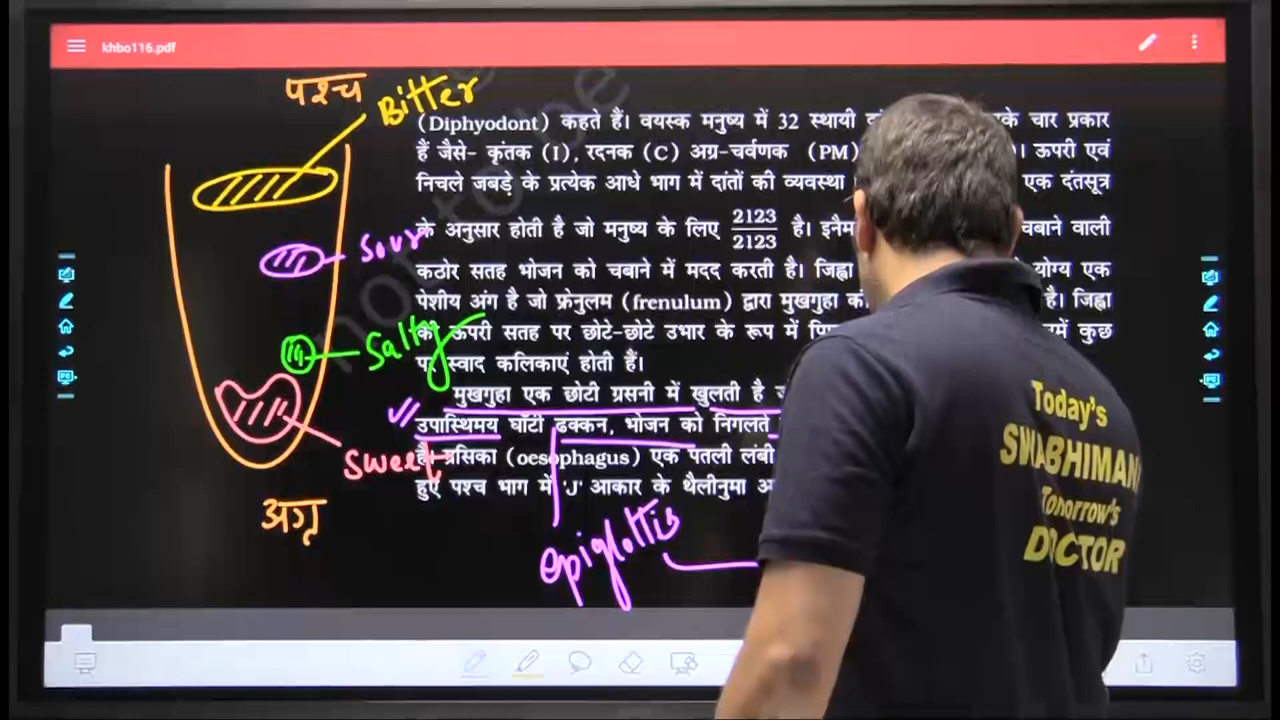 khbo116.pdf
पश्च
Bitter
(Diphyodont) कहते हैं। वयस्क मनुष्य में 32 स्थायी के चार प्रकार
हैं जैसे- कृंतक (I), रदनक (C) अग्र-चर्वणक (PM) । ऊपरी एवं
निचले जबड़े के प्रत्येक आधे भाग में दांतों की व्यवस्था एक दंतसूत्र
के अनुसार होती है जो मनुष्य के लिए 2123/2123 है। चबाने वाली
Sour
कठोर सतह भोजन को चबाने में मदद करती है। जिह्वा योग्य एक
पेशीय अंग है जो फ्रेनुलम (frenulum) द्वारा मुखगुहा है। जिह्वा
की ऊपरी सतह पर छोटे-छोटे उभार के रूप में कुछ
Salty
पर स्वाद कलिकाएं होती हैं।
मुखगुहा एक छोटी ग्रसनी में खुलती है
उपास्थिमय घाँटी ढक्कन, भोजन को निगलते
Sweet
है। ग्रसिका (oesophagus) एक पतली लंबी
हुए पश्च भाग में 'J' आकार के थैलीनुमा
अग्र
epiglottis
not to be
Today's
SWABHIMAN
Tomorrow's
DOCTOR